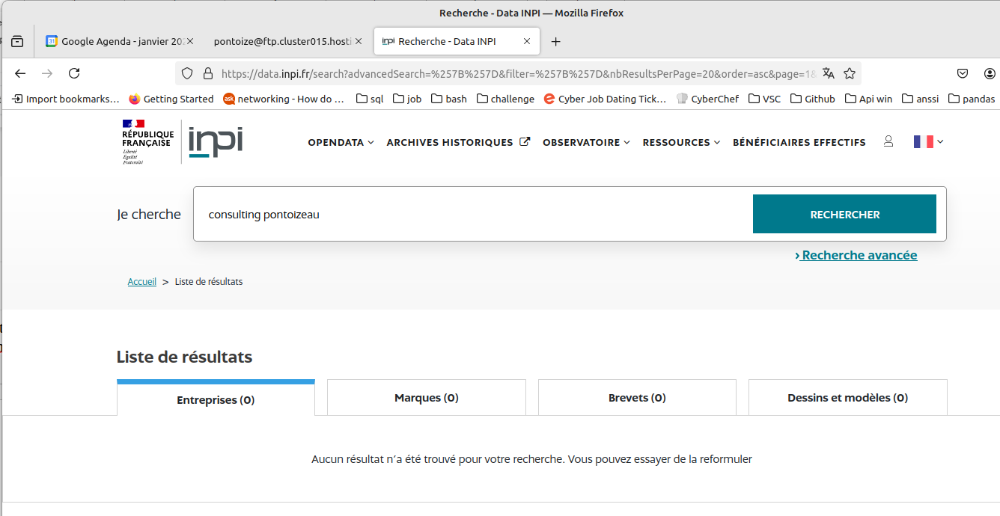 Recherche - Data INPI — Mozilla Firefox
31 Google Agenda - janvier 202
pontoize@ftp.cluster015.hosti
inpi Recherche - Data INPI
https://data.inpi.fr/search?advancedSearch=%257B%257D&filter=%257B%257D&nbResultsPerPage=20&order=asc&page=1&
Import bookmarks... Getting Started ask networking - How do ... sql job bash challenge Cyber Job Dating Tick... CyberChef VSC Github Api win anssi pandas
RÉPUBLIQUE
FRANÇAISE
Liberté
Égalité
Fraternité
inpi
OPENDATA ARCHIVES HISTORIQUES OBSERVATOIRE RESSOURCES BÉNÉFICIAIRES EFFECTIFS
Je cherche consulting pontoizeau RECHERCHER
> Recherche avancée
Accueil > Liste de résultats
Liste de résultats
Entreprises (0) Marques (0) Brevets (0) Dessins et modèles (0)
Aucun résultat n'a été trouvé pour votre recherche. Vous pouvez essayer de la reformuler